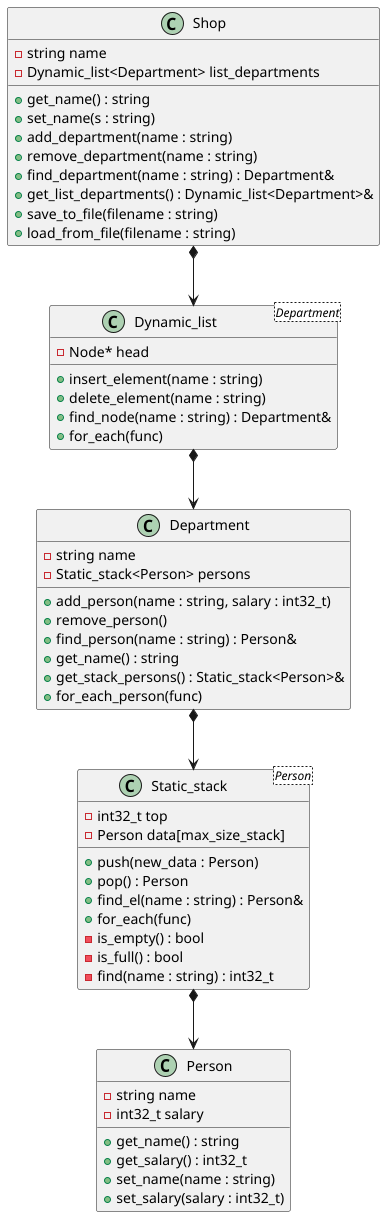 C Shop
string name
Dynamic_list<Department> list_departments
get_name() : string
set_name(s : string)
add_department(name : string)
remove_department(name : string)
find_department(name : string) : Department&
get_list_departments() : Dynamic_list<Department>&
save_to_file(filename : string)
load_from_file(filename : string)
C Dynamic_list Department
Node* head
insert_element(name : string)
delete_element(name : string)
find_node(name : string) : Department&
for_each(func)
C Department
string name
Static_stack<Person> persons
add_person(name : string, salary : int32_t)
remove_person()
find_person(name : string) : Person&
get_name() : string
get_stack_persons() : Static_stack<Person>&
for_each_person(func)
C Static_stack Person
int32_t top
Person data[max_size_stack]
push(new_data : Person)
pop() : Person
find_el(name : string) : Person&
for_each(func)
is_empty() : bool
is_full() : bool
find(name : string) : int32_t
C Person
string name
int32_t salary
get_name() : string
get_salary() : int32_t
set_name(name : string)
set_salary(salary : int32_t)